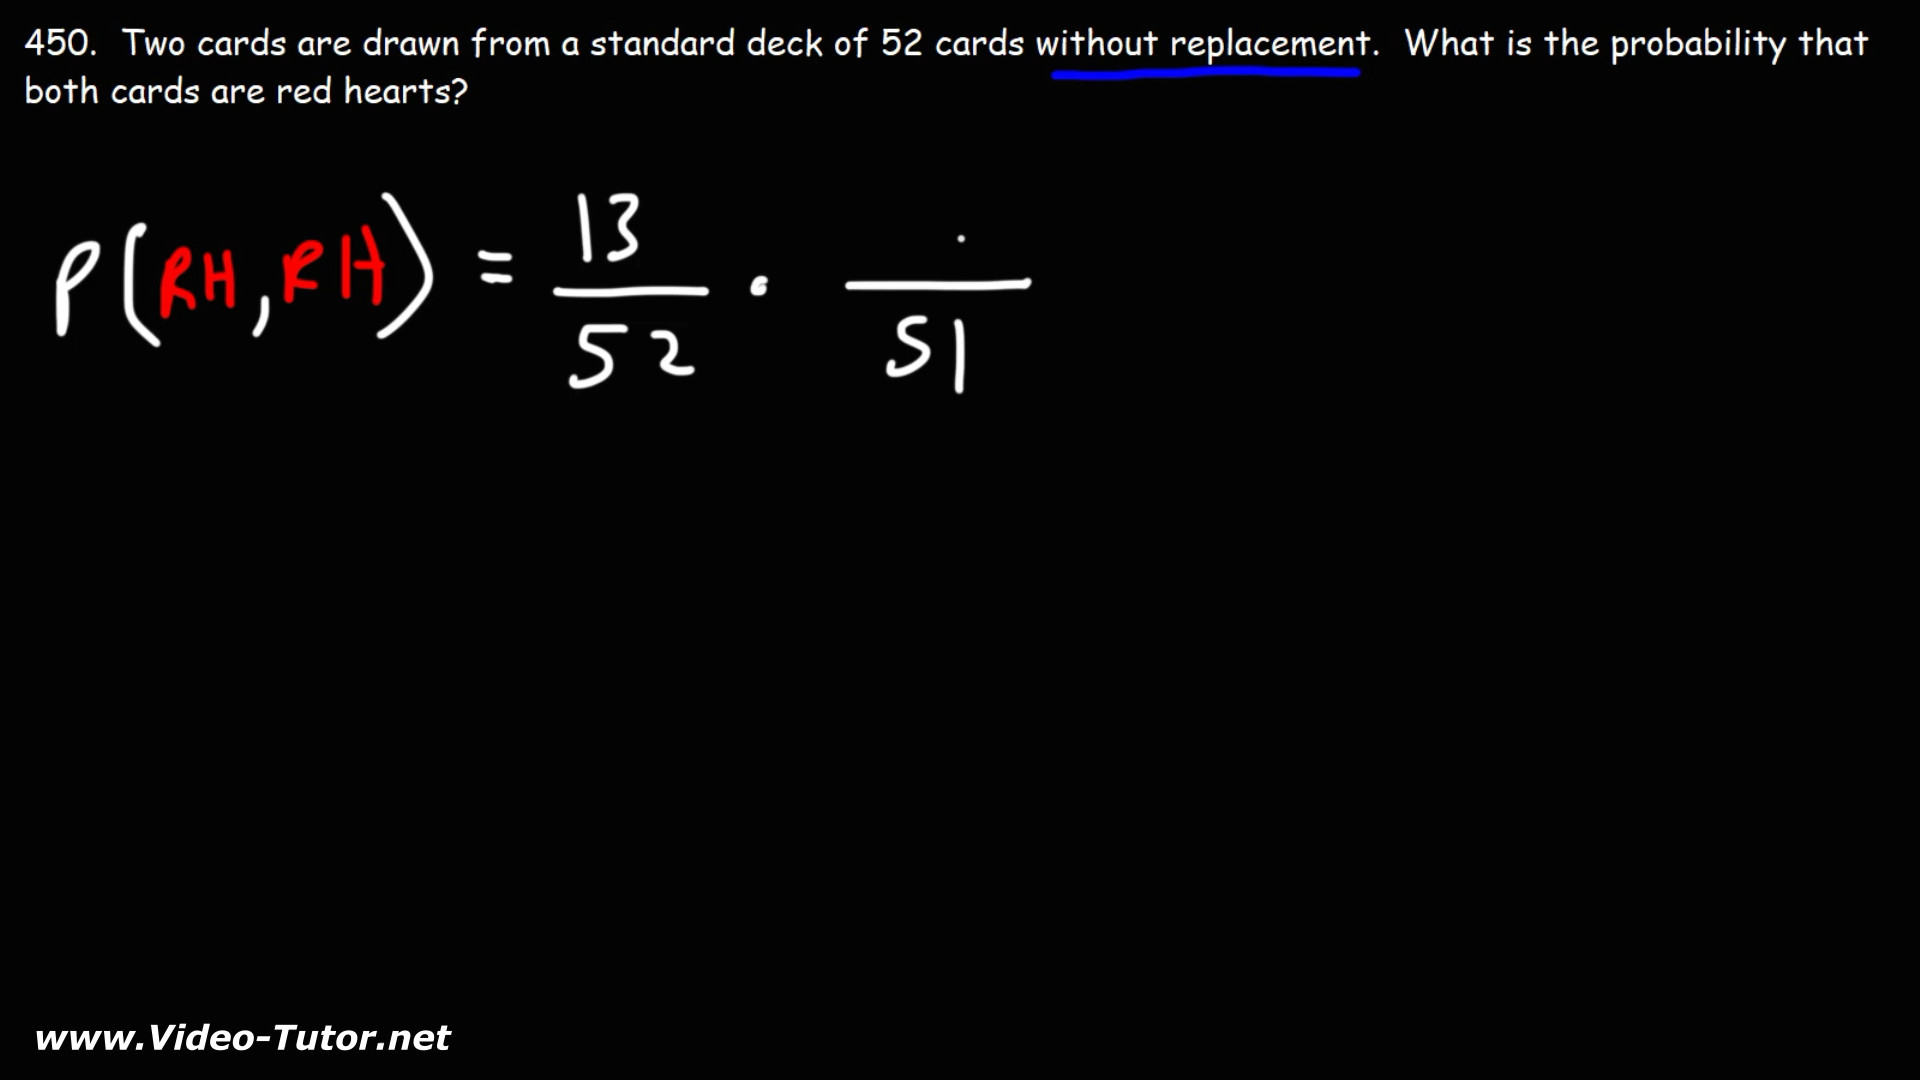 450. Two cards are drawn from a standard deck of 52 cards without replacement. What is the probability that
both cards are red hearts?
P(RH, RH) = 13/52 · /51
www.Video-Tutor.net